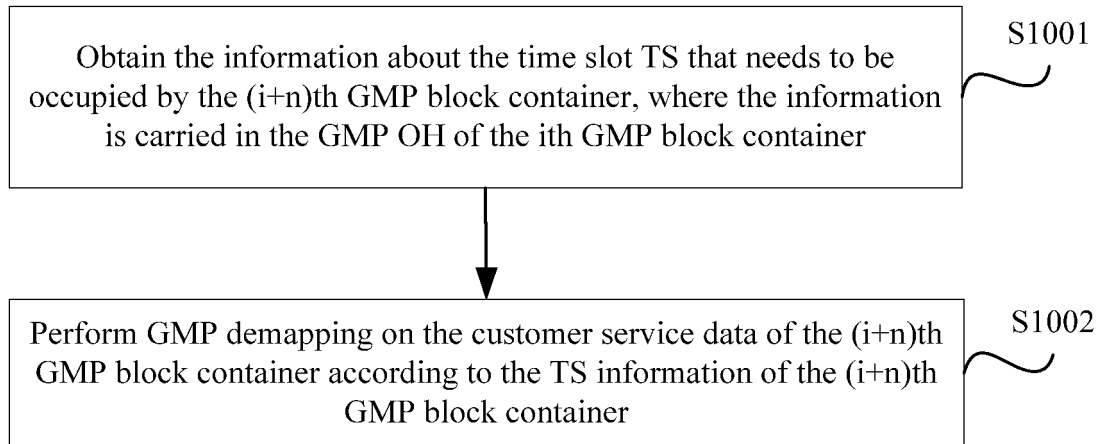 Obtain the information about the time slot TS that needs to be
occupied by the (i+n)th GMP block container, where the information
is carried in the GMP OH of the ith GMP block container
S1001
Perform GMP demapping on the customer service data of the (i+n)th
GMP block container according to the TS information of the (i+n)th
GMP block container
S1002